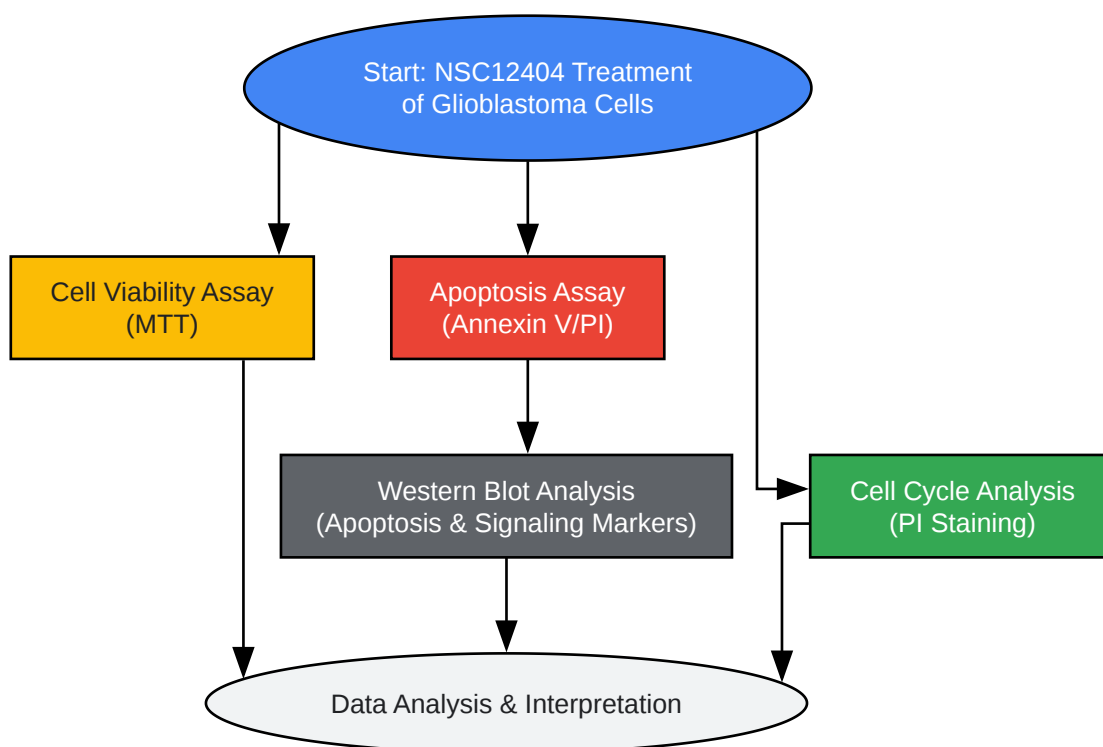 Start: NSC12404 Treatment
of Glioblastoma Cells
Cell Viability Assay
(MTT)
Apoptosis Assay
(Annexin V/PI)
Western Blot Analysis
(Apoptosis & Signaling Markers)
Cell Cycle Analysis
(PI Staining)
Data Analysis & Interpretation